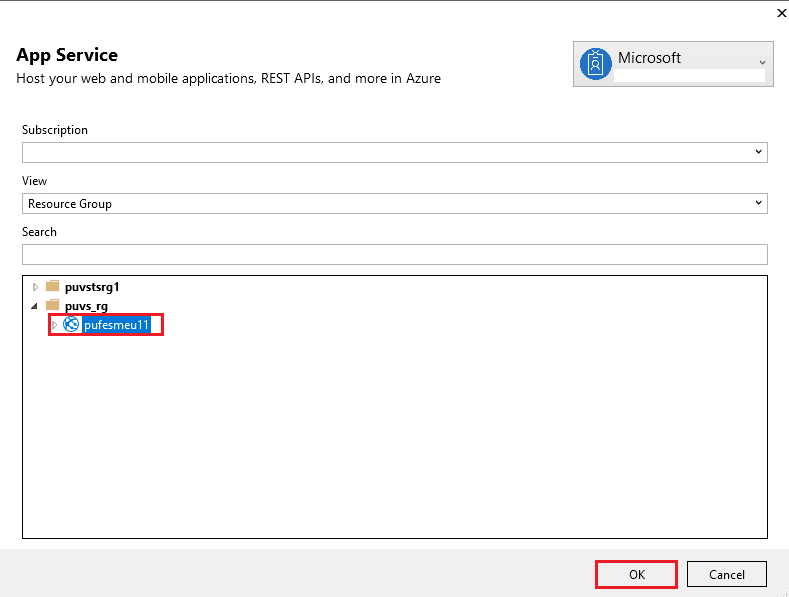 App Service
Host your web and mobile applications, REST APIs, and more in Azure
Microsoft
Subscription
View
Resource Group
Search
puvstsrg1
puvs_rg
pufesmeu11
OK
Cancel